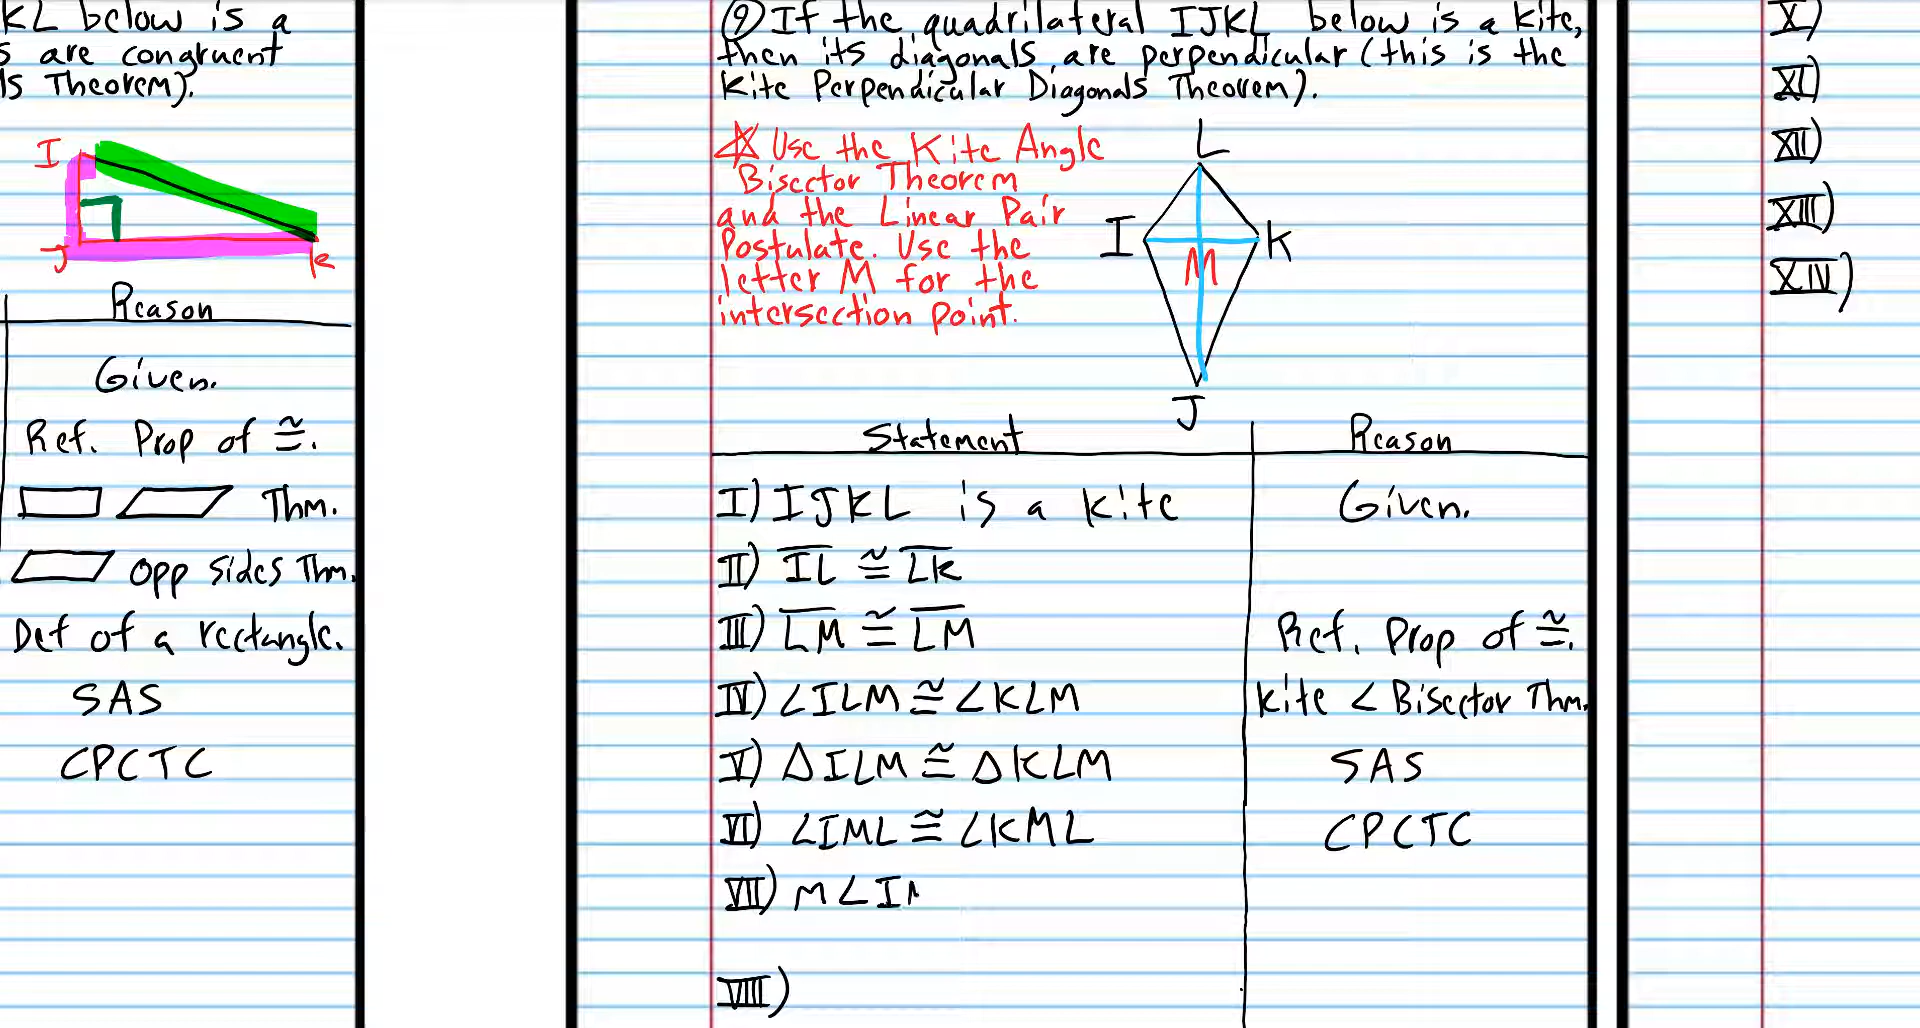 KL below is a
s are congruent
ls Theorem).
I
J
K
Reason
Given.
Ref. Prop of ≅.
Thm.
Opp sides Thm.
Def of a rectangle.
SAS
CPCTC
⑨ If the quadrilateral IJKL below is a kite,
then its diagonals are perpendicular (this is the
Kite Perpendicular Diagonals Theorem).
Use the Kite Angle
Bisector Theorem
and the Linear Pair
Postulate. Use the
letter M for the
intersection point.
L
I
K
M
J
Statement Reason
I) IJKL is a kite Given.
II) IL ≅ LK
III) LM ≅ LM Ref. Prop of ≅.
IV) ∠ILM ≅ ∠KLM Kite ∠ Bisector Thm.
V) ΔILM ≅ ΔKLM SAS
VI) ∠IML ≅ ∠KML CPCTC
VII) m∠I
VIII)
X)
XI)
XII)
XIII)
XIV)